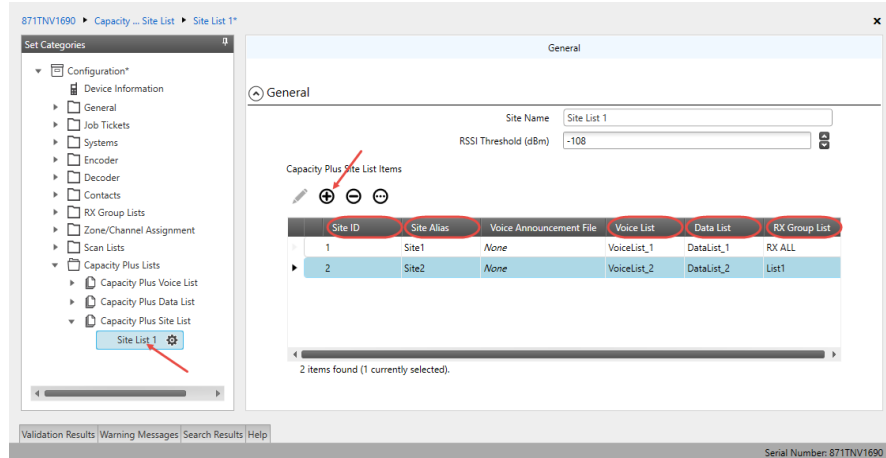 871TNV1690 ▸ Capacity ... Site List ▸ Site List 1*
Set Categories
Configuration*
Device Information
General
Job Tickets
Systems
Encoder
Decoder
Contacts
RX Group Lists
Zone/Channel Assignment
Scan Lists
Capacity Plus Lists
Capacity Plus Voice List
Capacity Plus Data List
Capacity Plus Site List
Site List 1
General
General
Site Name Site List 1
RSSI Threshold (dBm) -108
Capacity Plus Site List Items
Site ID Site Alias Voice Announcement File Voice List Data List RX Group List
1 Site1 None VoiceList_1 DataList_1 RX ALL
2 Site2 None VoiceList_2 DataList_2 List1
2 items found (1 currently selected).
Validation Results Warning Messages Search Results Help
Serial Number: 871TNV1690